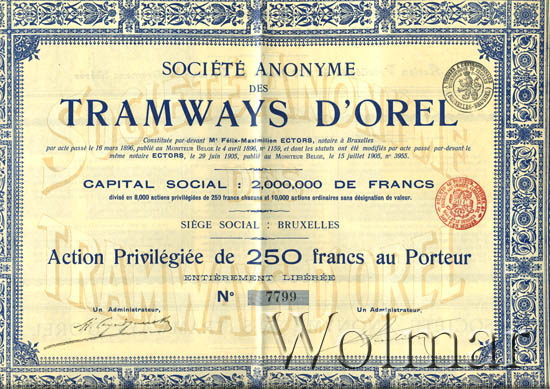 SOCIÉTÉ ANONYME
DES
TRAMWAYS D'OREL
Constituée par-devant Me Félix-Maximilien ECTORS, notaire à Bruxelles
par acte passé le 16 mars 1896, publié au MONITEUR BELGE le 4 avril 1896, no 1159, et dont les statuts ont été modifiés par acte passé par-devant le
même notaire ECTORS, le 29 juin 1905, publié au MONITEUR BELGE, le 15 juillet 1905, no 3955.
CAPITAL SOCIAL : 2,000,000 DE FRANCS
divisé en 8,000 actions privilégiées de 250 francs chacune et 10,000 actions ordinaires sans désignation de valeur.
SIÈGE SOCIAL : BRUXELLES
Action Privilégiée de 250 francs au Porteur
ENTIÈREMENT LIBÉRÉE
No 7799
Un Administrateur,
Un Administrateur,
Wolmar